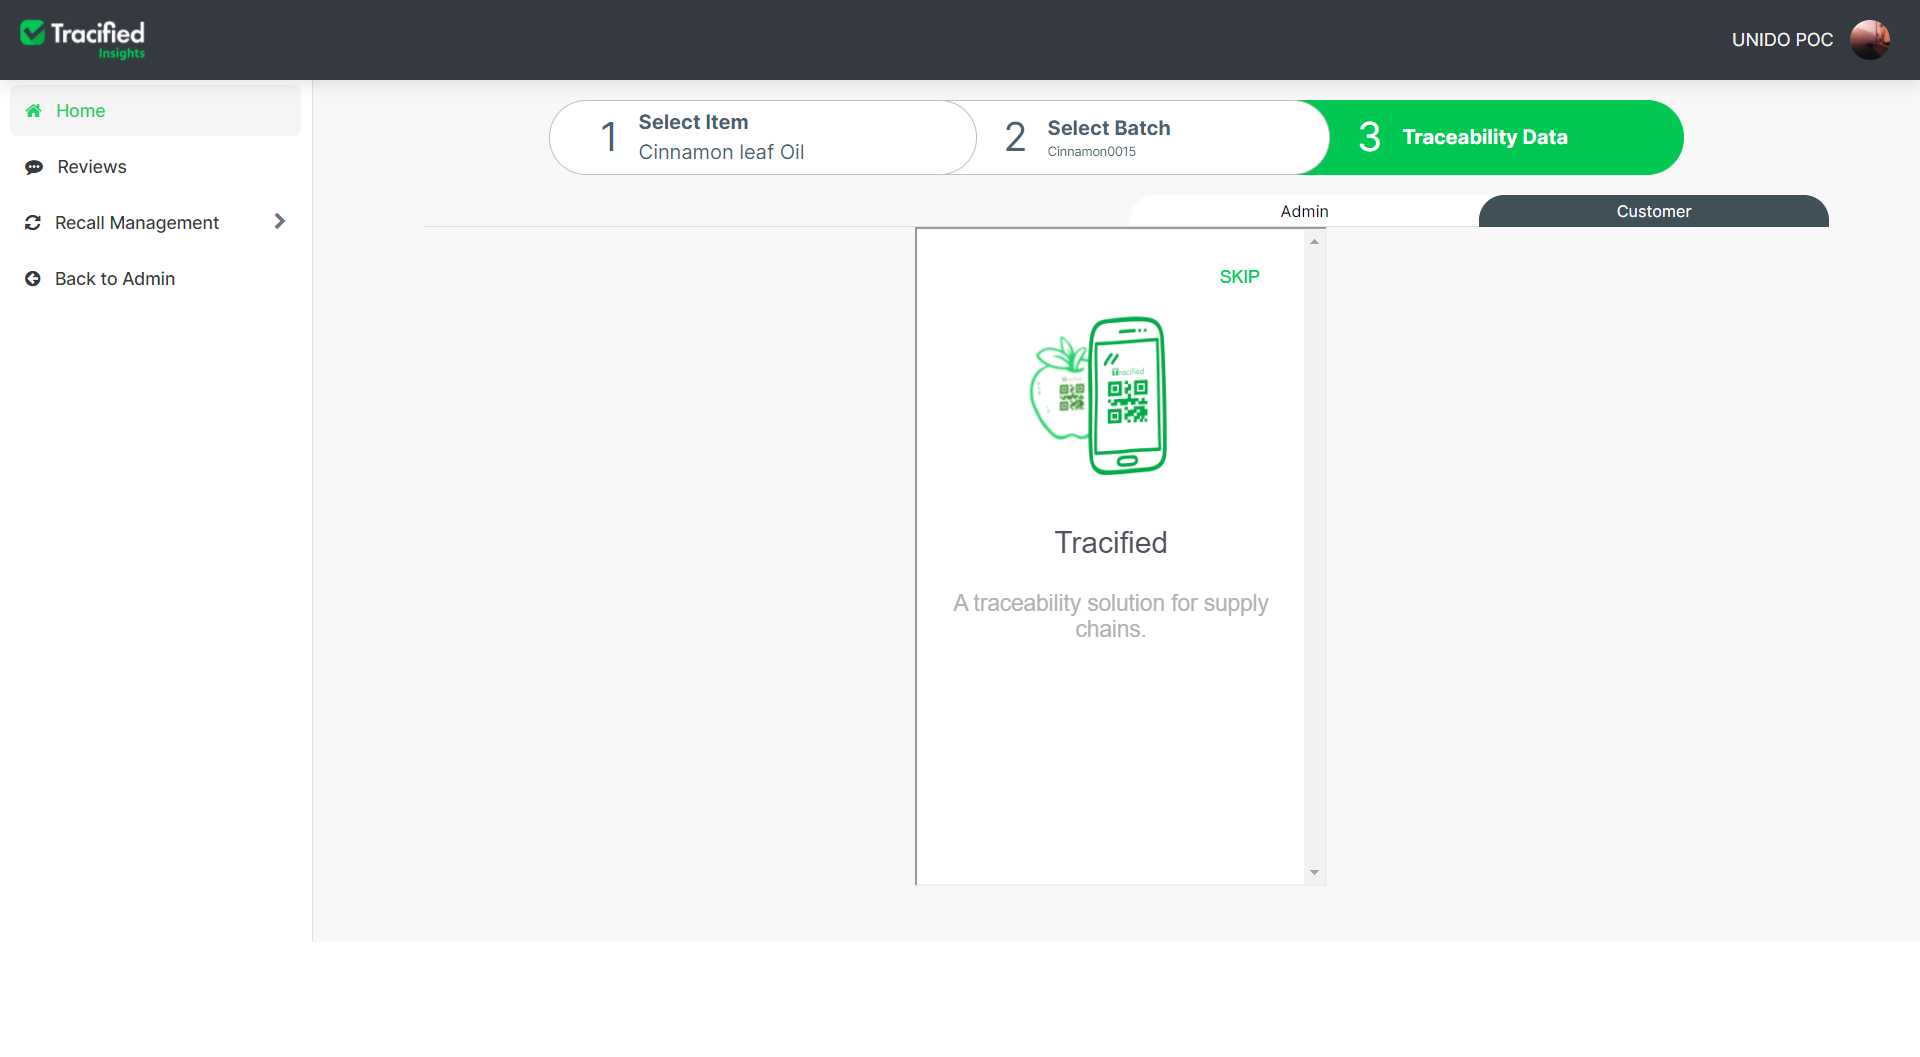 Tracified
Insights
UNIDO POC
Home
Reviews
Recall Management
Back to Admin
1
Select Item
Cinnamon leaf Oil
2
Select Batch
Cinnamon0015
3
Traceability Data
Admin
Customer
SKIP
Tracified
Tracified
A traceability solution for supply
chains.